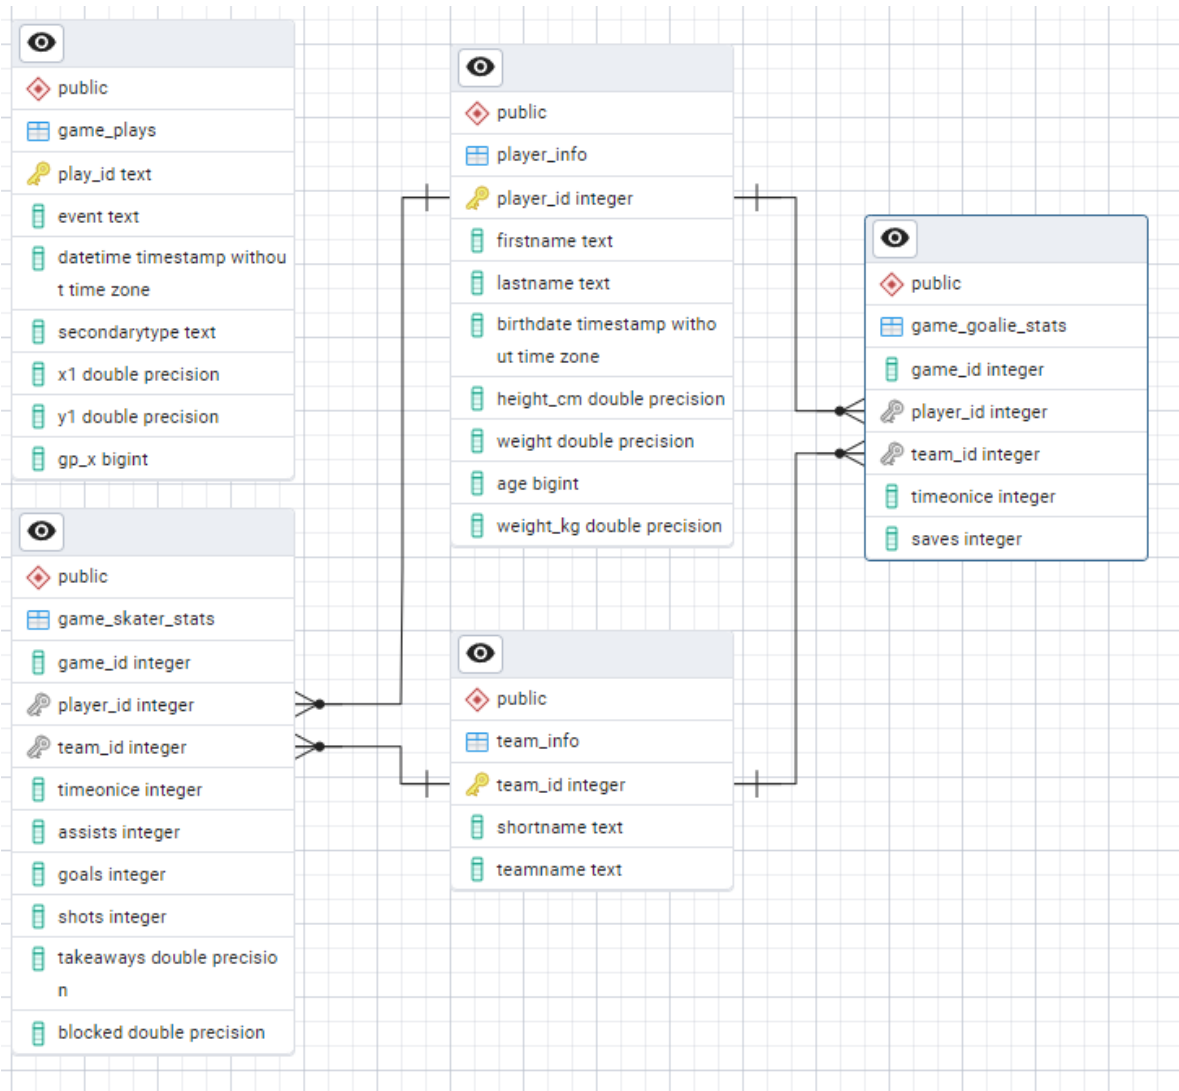 public
game_plays
play_id text
event text
datetime timestamp withou
t time zone
secondarytype text
x1 double precision
y1 double precision
gp_x bigint
public
game_skater_stats
game_id integer
player_id integer
team_id integer
timeonice integer
assists integer
goals integer
shots integer
takeaways double precisio
n
blocked double precision
public
player_info
player_id integer
firstname text
lastname text
birthdate timestamp witho
ut time zone
height_cm double precision
weight double precision
age bigint
weight_kg double precision
public
team_info
team_id integer
shortname text
teamname text
public
game_goalie_stats
game_id integer
player_id integer
team_id integer
timeonice integer
saves integer